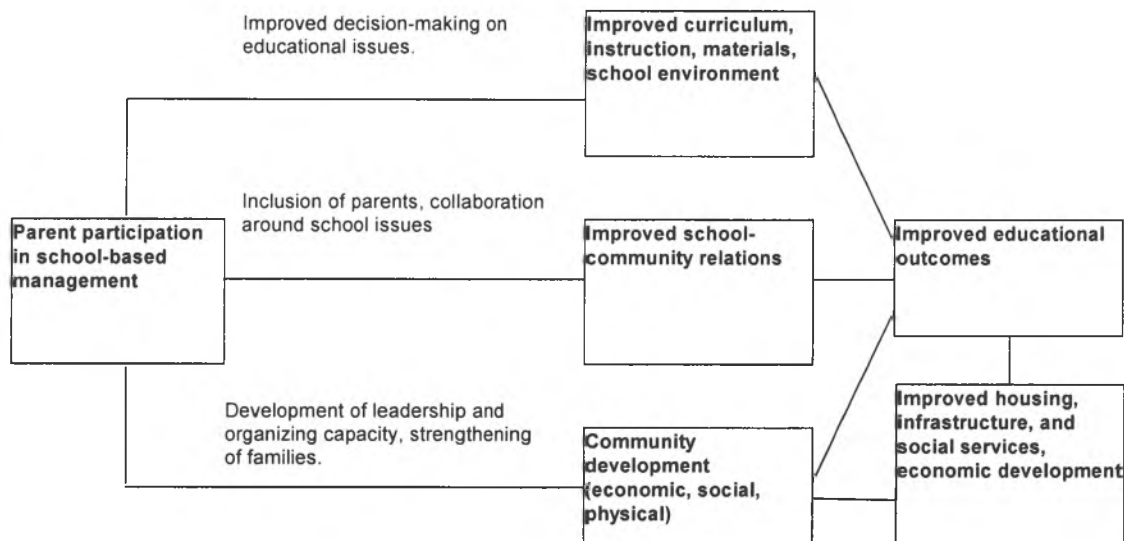 Improved decision-making on
educational issues.
Improved curriculum,
instruction, materials,
school environment
Inclusion of parents, collaboration
around school issues
Parent participation
in school-based
management
Improved school-
community relations
Improved educational
outcomes
Development of leadership and
organizing capacity, strengthening
of families.
Community
development
(economic, social,
physical)
Improved housing,
infrastructure, and
social services,
economic development